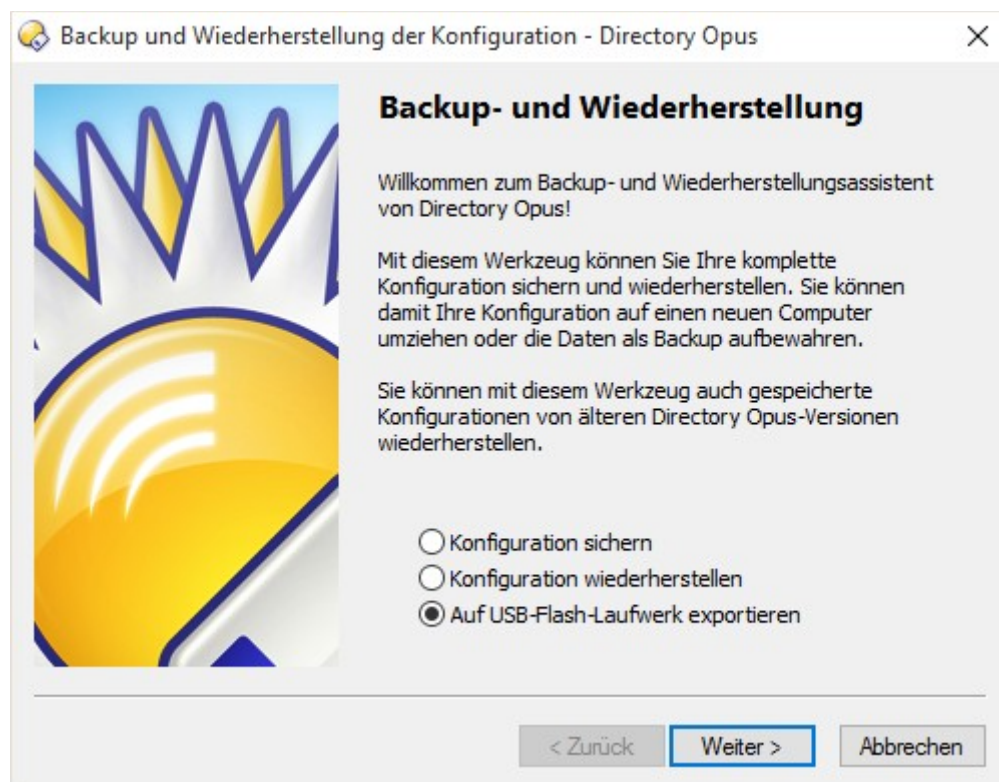 Backup und Wiederherstellung der Konfiguration - Directory Opus
Backup- und Wiederherstellung
Willkommen zum Backup- und Wiederherstellungsassistent
von Directory Opus!
Mit diesem Werkzeug können Sie Ihre komplette
Konfiguration sichern und wiederherstellen. Sie können
damit Ihre Konfiguration auf einen neuen Computer
umziehen oder die Daten als Backup aufbewahren.
Sie können mit diesem Werkzeug auch gespeicherte
Konfigurationen von älteren Directory Opus-Versionen
wiederherstellen.
Konfiguration sichern
Konfiguration wiederherstellen
Auf USB-Flash-Laufwerk exportieren
< Zurück
Weiter >
Abbrechen